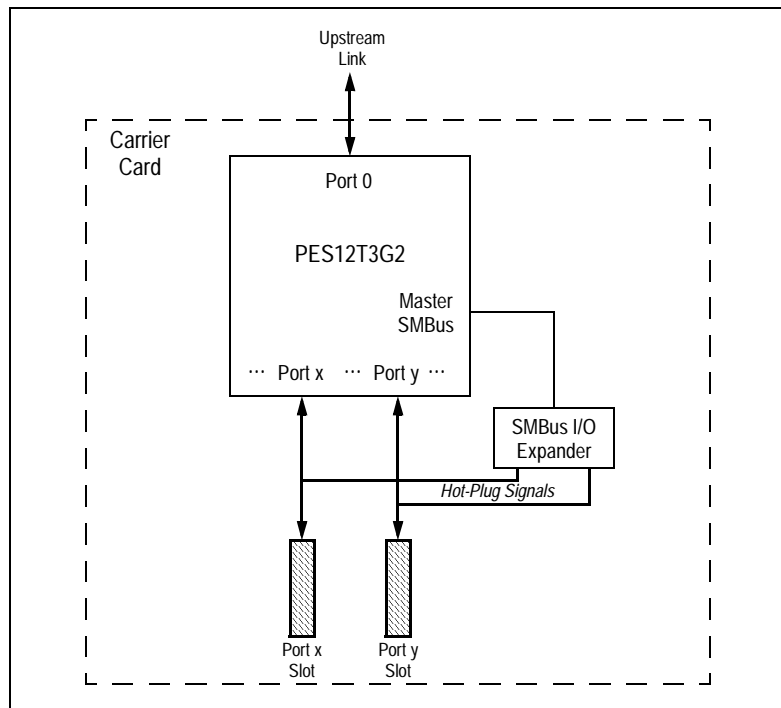 Upstream
Link
Carrier
Card
Port 0
PES12T3G2
Master
SMBus
··· Port x ··· Port y ···
SMBus I/O
Expander
Hot-Plug Signals
Port x
Slot
Port y
Slot